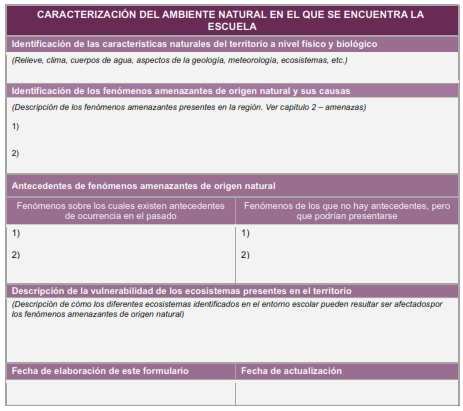 CARACTERIZACIÓN DEL AMBIENTE NATURAL EN EL QUE SE ENCUENTRA LA
ESCUELA
Identificación de las características naturales del territorio a nivel físico y biológico
(Relieve, clima, cuerpos de agua, aspectos de la geología, meteorología, ecosistemas, etc.)
Identificación de los fenómenos amenazantes de origen natural y sus causas
(Descripción de los fenómenos amenazantes presentes en la región. Ver capítulo 2 – amenazas)
1)
2)
Antecedentes de fenómenos amenazantes de origen natural
Fenómenos sobre los cuales existen antecedentes
de ocurrencia en el pasado
Fenómenos de los que no hay antecedentes, pero
que podrían presentarse
1)
2)
1)
2)
Descripción de la vulnerabilidad de los ecosistemas presentes en el territorio
(Descripción de cómo los diferentes ecosistemas identificados en el entorno escolar pueden resultar ser afectadospor
los fenómenos amenazantes de origen natural)
Fecha de elaboración de este formulario
Fecha de actualización